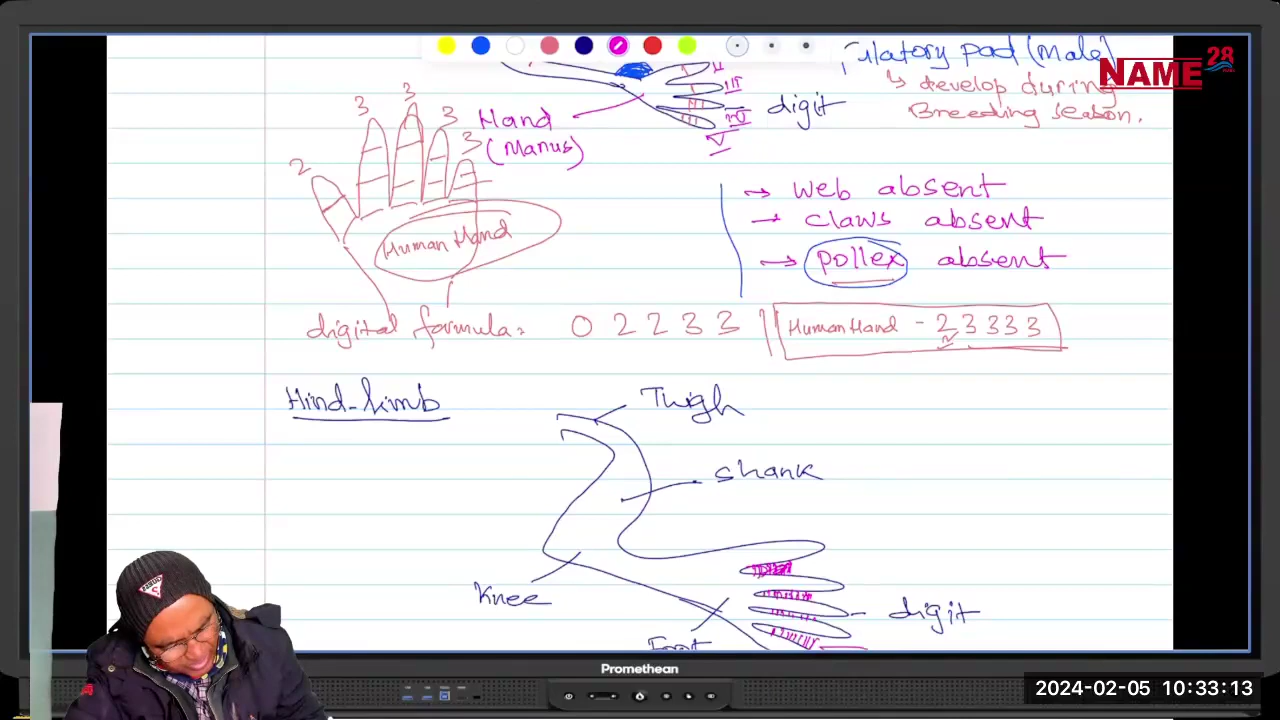 (Male)
NAME 28
develop during
Breeding season.
II
III
IV
V
digit
Hand
(Manus)
3
3
3
3
2
Human Hand
→ web absent
→ claws absent
→ pollex absent
digital formula: 0 2 2 3 3
Human Hand - 2 3 3 3 3
Hind-limb
Thigh
shank
Knee
digit
Foot
Promethean
2024-02-05 10:33:13